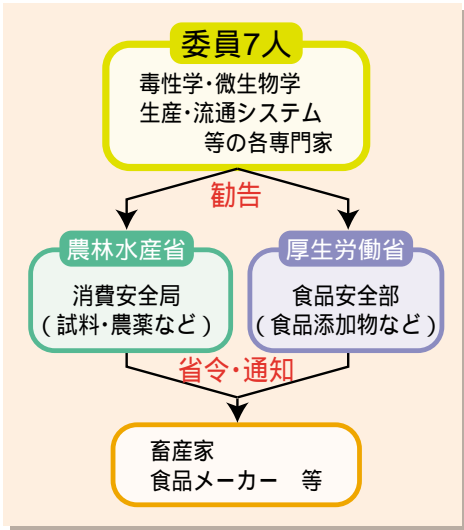 委員7人
毒性学・微生物学
生産・流通システム
等の各専門家
勧告
農林水産省
消費安全局
（試料・農薬など）
厚生労働省
食品安全部
（食品添加物など）
省令・通知
畜産家
食品メーカー　等